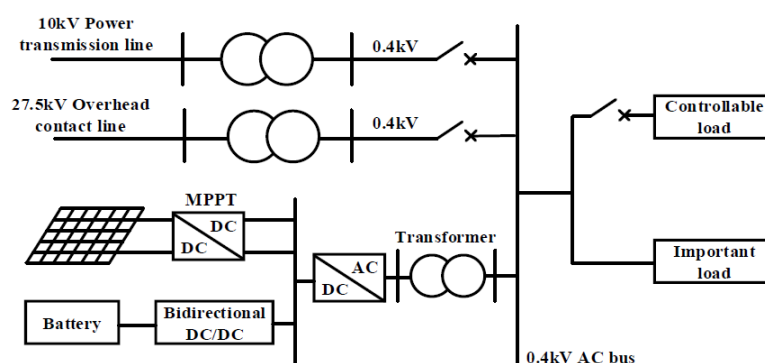 10kV Power
transmission line
0.4kV
27.5kV Overhead
contact line
0.4kV
Controllable
load
MPPT
DC
DC
Transformer
AC
DC
Important
load
Battery
Bidirectional
DC/DC
0.4kV AC bus